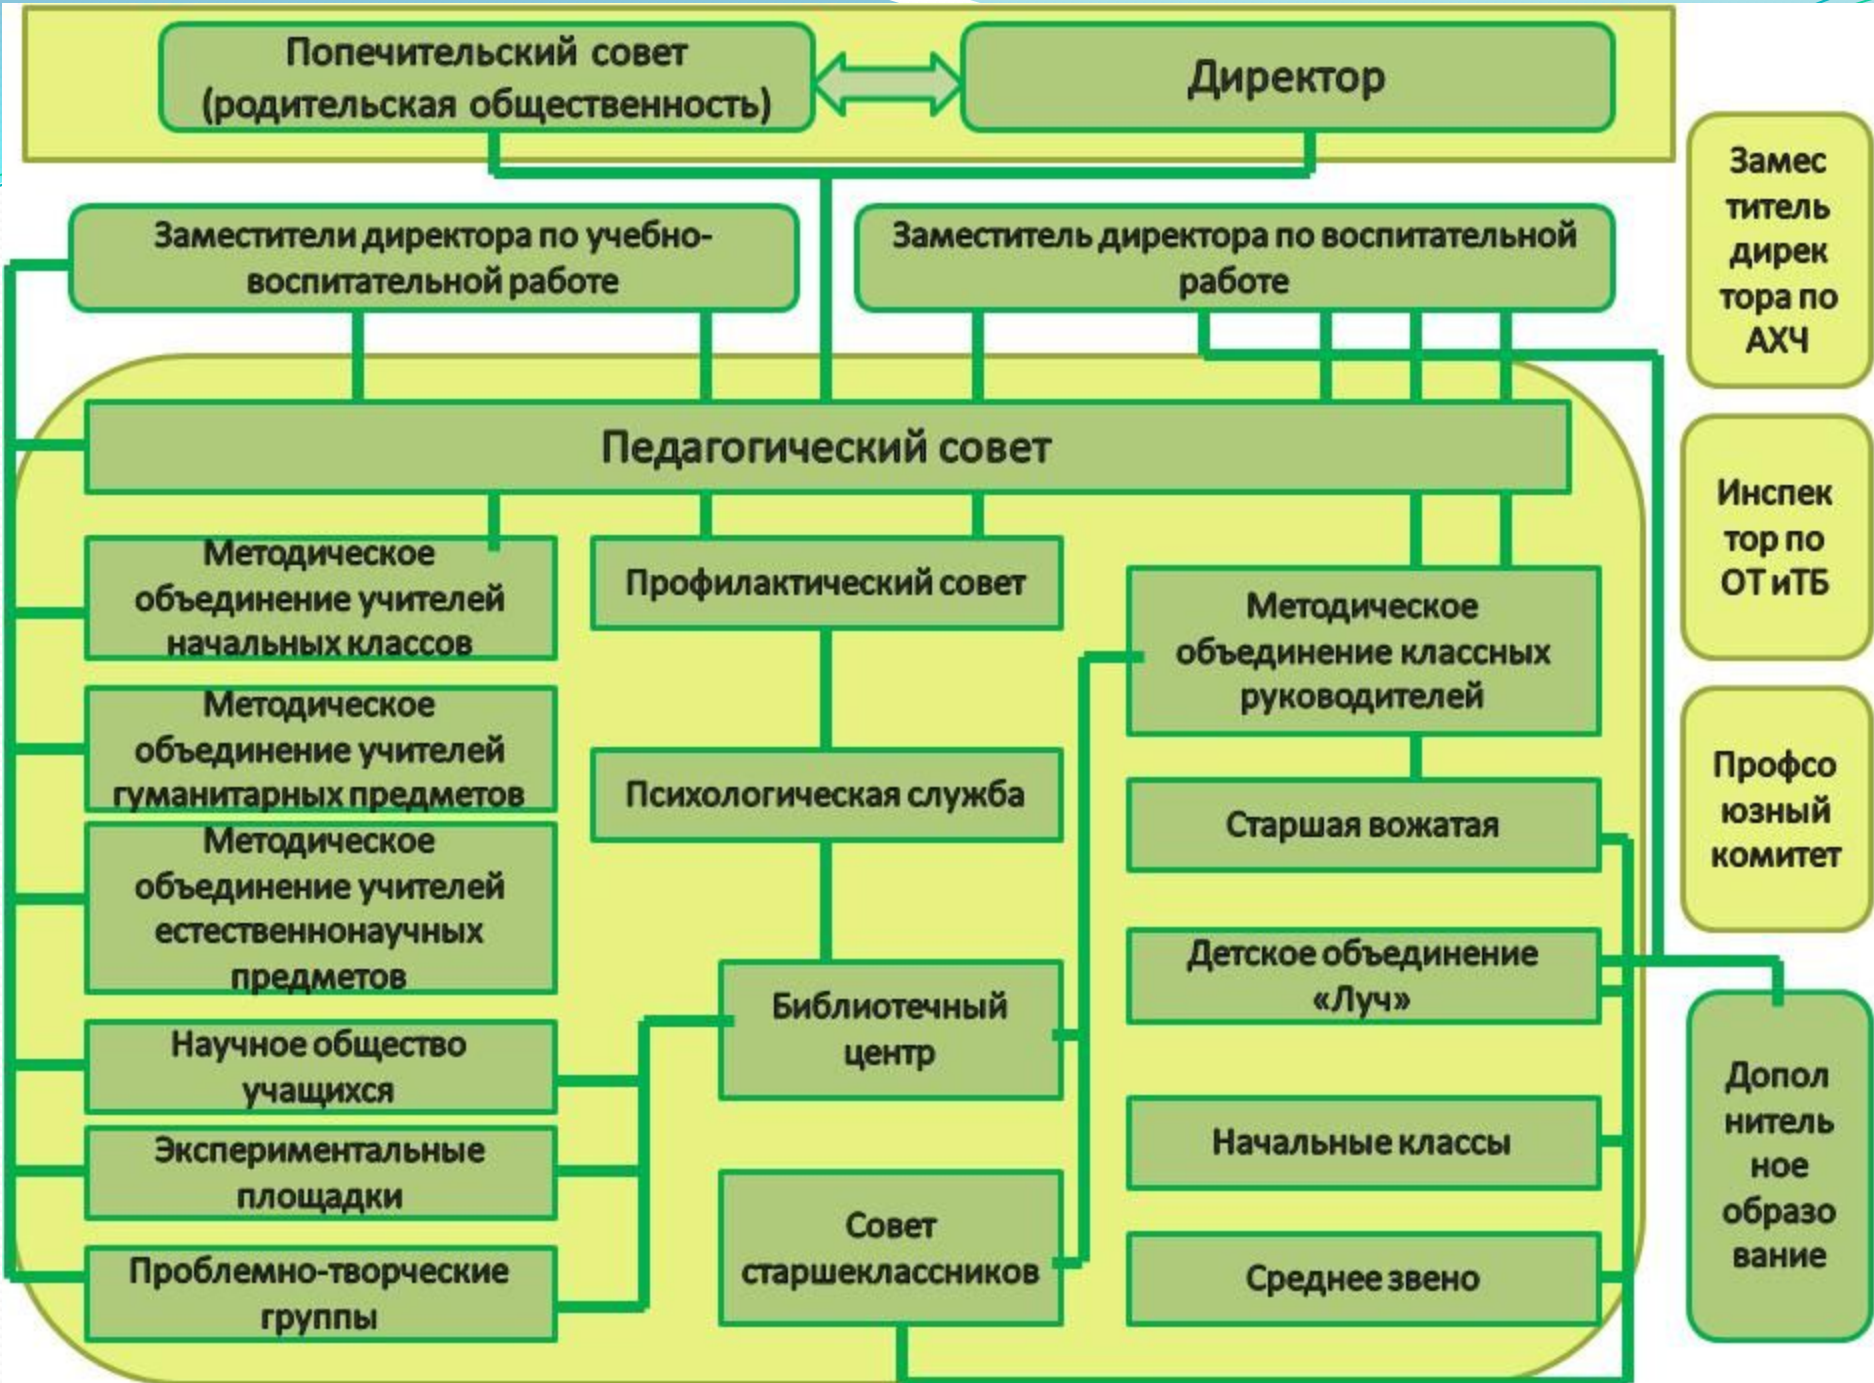 Попечительский совет
(родительская общественность)
Директор
Заместители директора по учебно-
воспитательной работе
Заместитель директора по воспитательной
работе
Замес
титель
дирек
тора по
АХЧ
Педагогический совет
Инспек
тор по
ОТ иТБ
Методическое
объединение учителей
начальных классов
Профилактический совет
Методическое
объединение классных
руководителей
Методическое
объединение учителей
гуманитарных предметов
Психологическая служба
Старшая вожатая
Профсо
юзный
комитет
Методическое
объединение учителей
естественнонаучных
предметов
Библиотечный
центр
Детское объединение
«Луч»
Научное общество
учащихся
Экспериментальные
площадки
Начальные классы
Допол
нитель
ное
образо
вание
Проблемно-творческие
группы
Совет
старшеклассников
Среднее звено